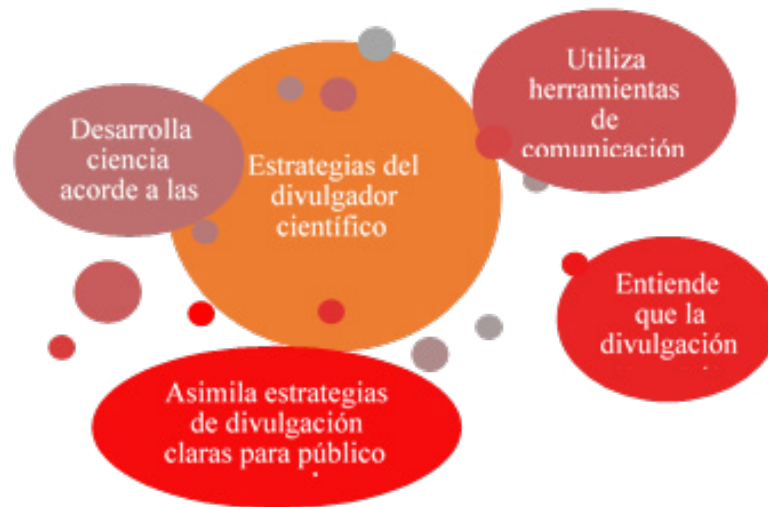 Estrategias del
divulgador
científico
Desarrolla
ciencia
acorde a las
Utiliza
herramientas
de
comunicación
Entiende
que la
divulgación
Asimila estrategias
de divulgación
claras para público